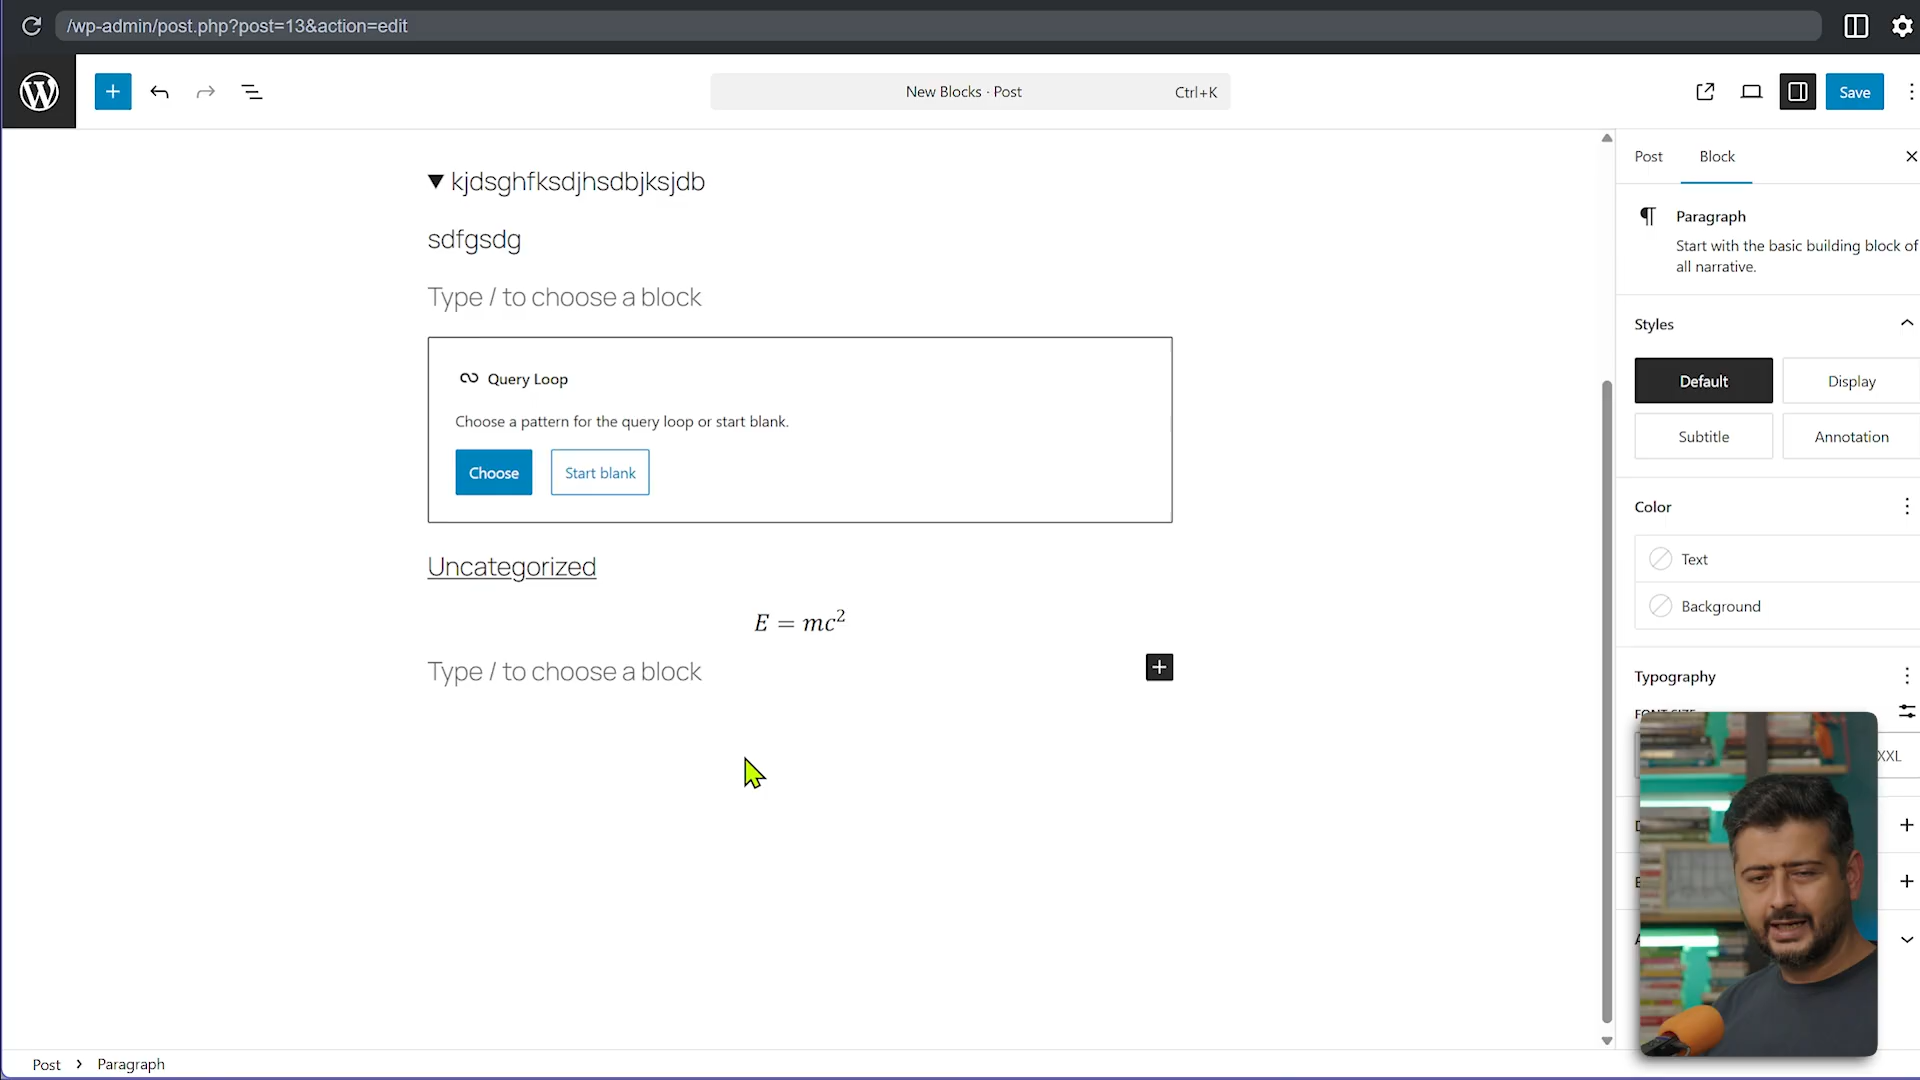 /wp-admin/post.php?post=13&action=edit
New Blocks · Post
Ctrl+K
Save
kjdsghfksdjhsdbjksjdb
sdfgsdg
Type / to choose a block
Query Loop
Choose a pattern for the query loop or start blank.
Choose
Start blank
Uncategorized
E = mc²
Type / to choose a block
Post
Block
Paragraph
Start with the basic building block of
all narrative.
Styles
Default
Display
Subtitle
Annotation
Color
Text
Background
Typography
XXL
Post
Paragraph